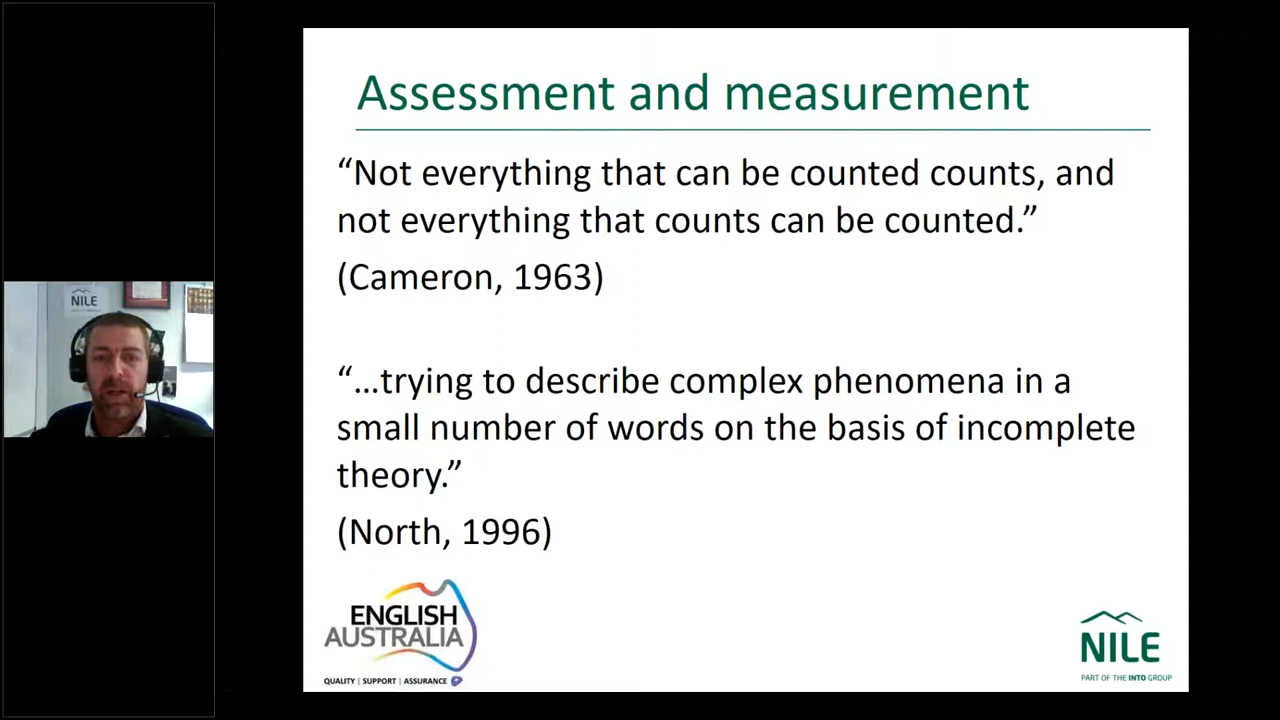 Assessment and measurement
“Not everything that can be counted counts, and
not everything that counts can be counted.”
(Cameron, 1963)
“…trying to describe complex phenomena in a
small number of words on the basis of incomplete
theory.”
(North, 1996)
ENGLISH
AUSTRALIA
QUALITY | SUPPORT | ASSURANCE
NILE
PART OF THE INTO GROUP
NILE